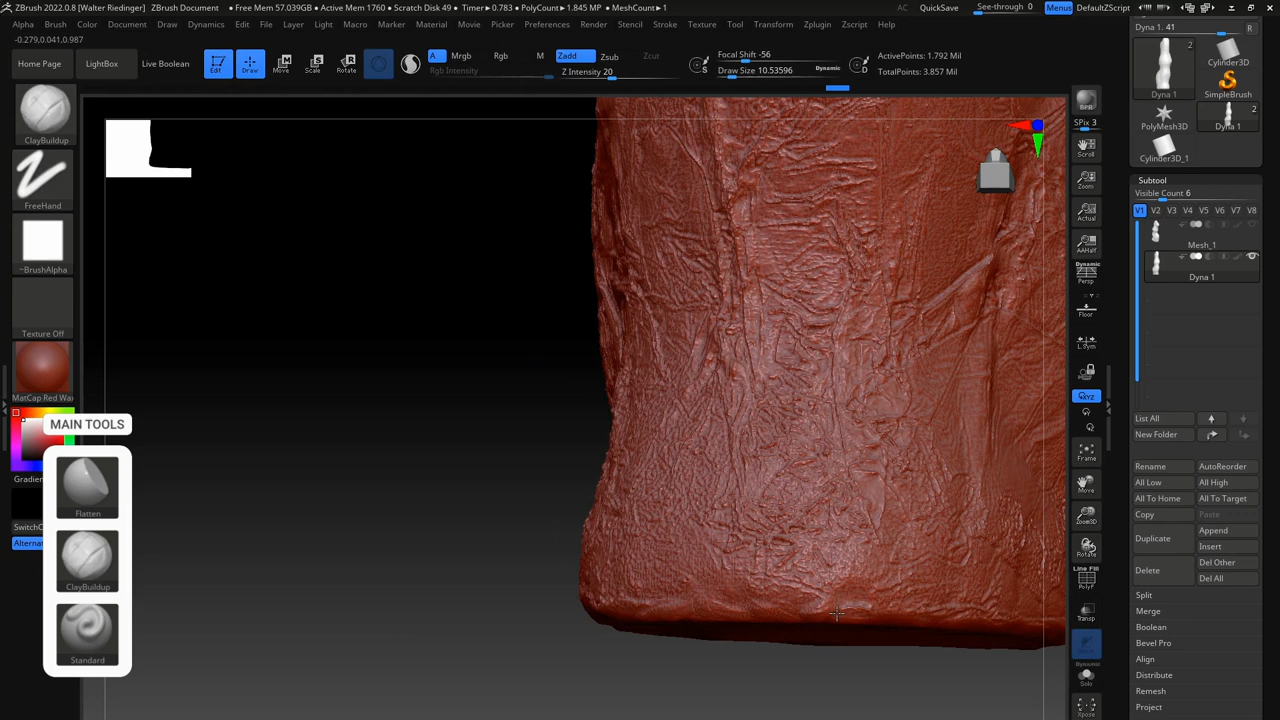 ZBrush 2022.0.8 [Walter Riedinger] ZBrush Document • Free Mem 57.039GB • Active Mem 1760 • Scratch Disk 49 • Timer▶0.783 • PolyCount▶1.845 MP • MeshCount▶1
AC QuickSave See-through 0 Menus DefaultZScript
Alpha Brush Color Document Draw Dynamics Edit File Layer Light Macro Marker Material Movie Picker Preferences Render Stencil Stroke Texture Tool Transform Zplugin Zscript Help
-0.279,0.041,0.987
Home Page LightBox Live Boolean
Edit Draw Move Scale Rotate
A Mrgb Rgb M Zadd Zsub Zcut
Rgb Intensity Z Intensity 20
Focal Shift -56
Draw Size 10.53596 Dynamic
S D
ActivePoints: 1.792 Mil
TotalPoints: 3.857 Mil
ClayBuildup
FreeHand
~BrushAlpha
Texture Off
MatCap Red Wa
Gradien
SwitchC
Alternat
MAIN TOOLS
Flatten
ClayBuildup
Standard
BPR
SPix 3
Scroll
Zoom
Actual
AAHalf
Dynamic
Persp
Floor
L.Sym
XYZ
Frame
Move
Zoom3D
Rotate
Line Fill
PolyF
Transp
Dynamic
Solo
Xpose
Dyna 1. 41 R
2
Cylinder3D
Dyna 1 SimpleBrush
2
PolyMesh3D Dyna 1
Cylinder3D_1
Subtool
Visible Count 6
V1 V2 V3 V4 V5 V6 V7 V8
Mesh_1
Dyna 1
List All
New Folder
Rename AutoReorder
All Low All High
All To Home All To Target
Copy Paste
Duplicate Append
Insert
Delete Del Other
Del All
Split
Merge
Boolean
Bevel Pro
Align
Distribute
Remesh
Project